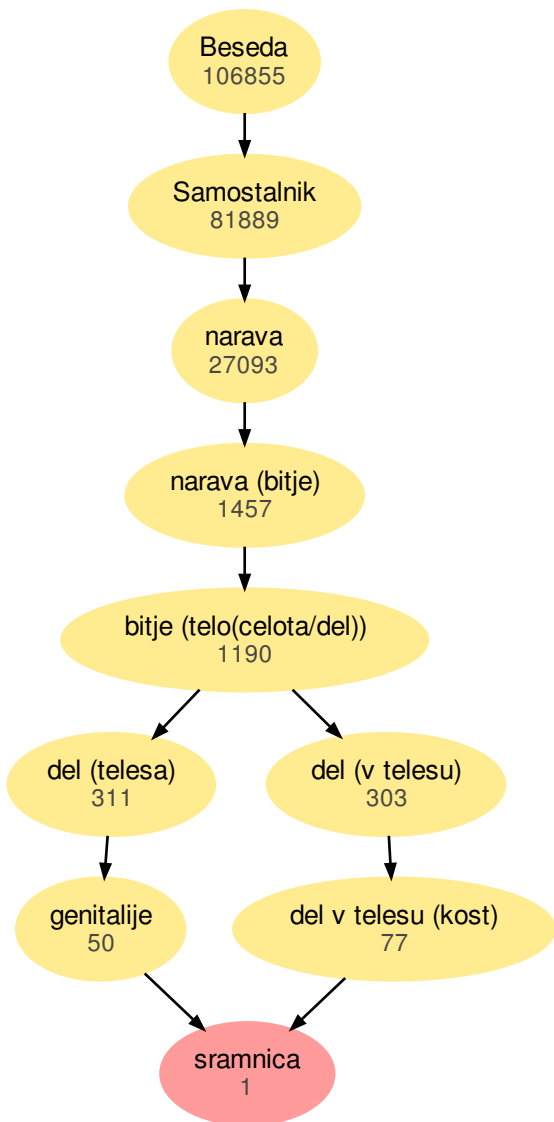 Beseda
106855
Samostalnik
81889
narava
27093
narava (bitje)
1457
bitje (telo(celota/del))
1190
del (telesa)
311
del (v telesu)
303
genitalije
50
del v telesu (kost)
77
sramnica
1